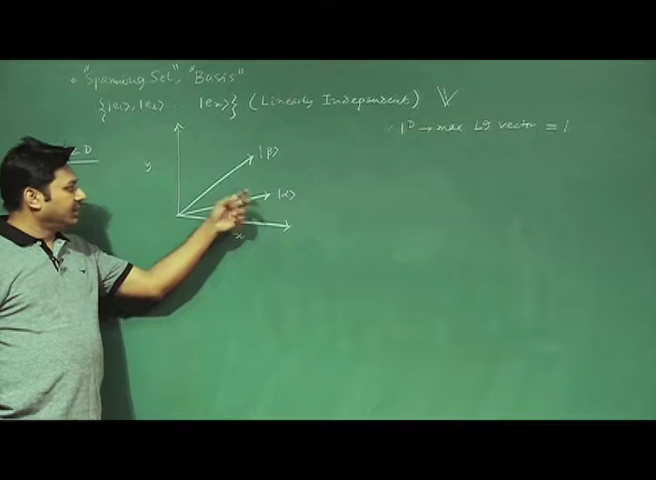 * "Spanning Set", "Basis"
{|e₁⟩, |e₂⟩ ... |eₙ⟩} (Linearly Independent) V
1D → max LI vector ≡ 1
D
y
|β⟩
|α⟩
x